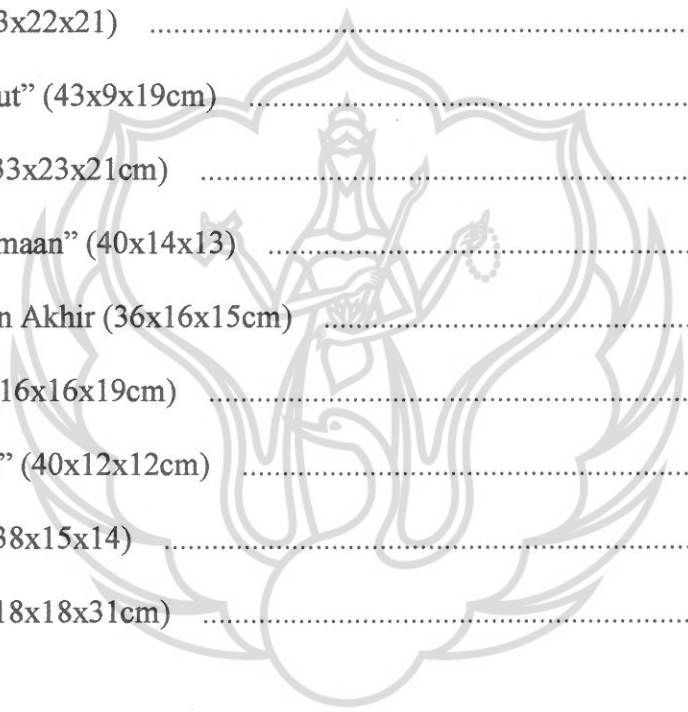 3x22x21) ........................................................................
ut” (43x9x19cm) ........................................................................
33x23x21cm) ........................................................................
maan” (40x14x13) ........................................................................
n Akhir (36x16x15cm) ........................................................................
16x16x19cm) ........................................................................
” (40x12x12cm) ........................................................................
38x15x14) ........................................................................
18x18x31cm) ........................................................................